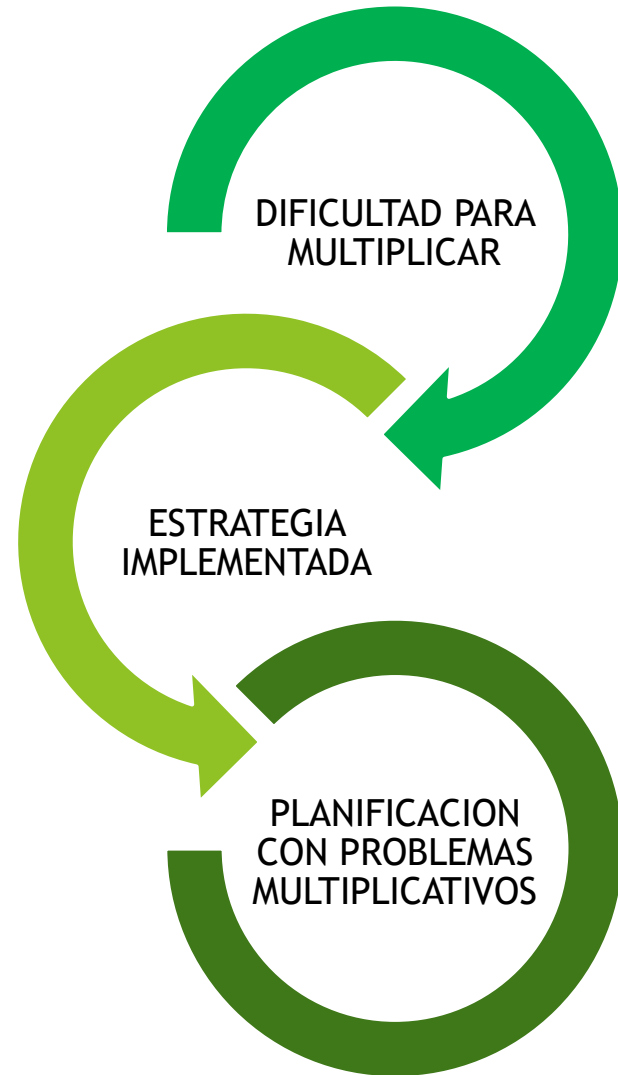 DIFICULTAD PARA
MULTIPLICAR
ESTRATEGIA
IMPLEMENTADA
PLANIFICACION
CON PROBLEMAS
MULTIPLICATIVOS